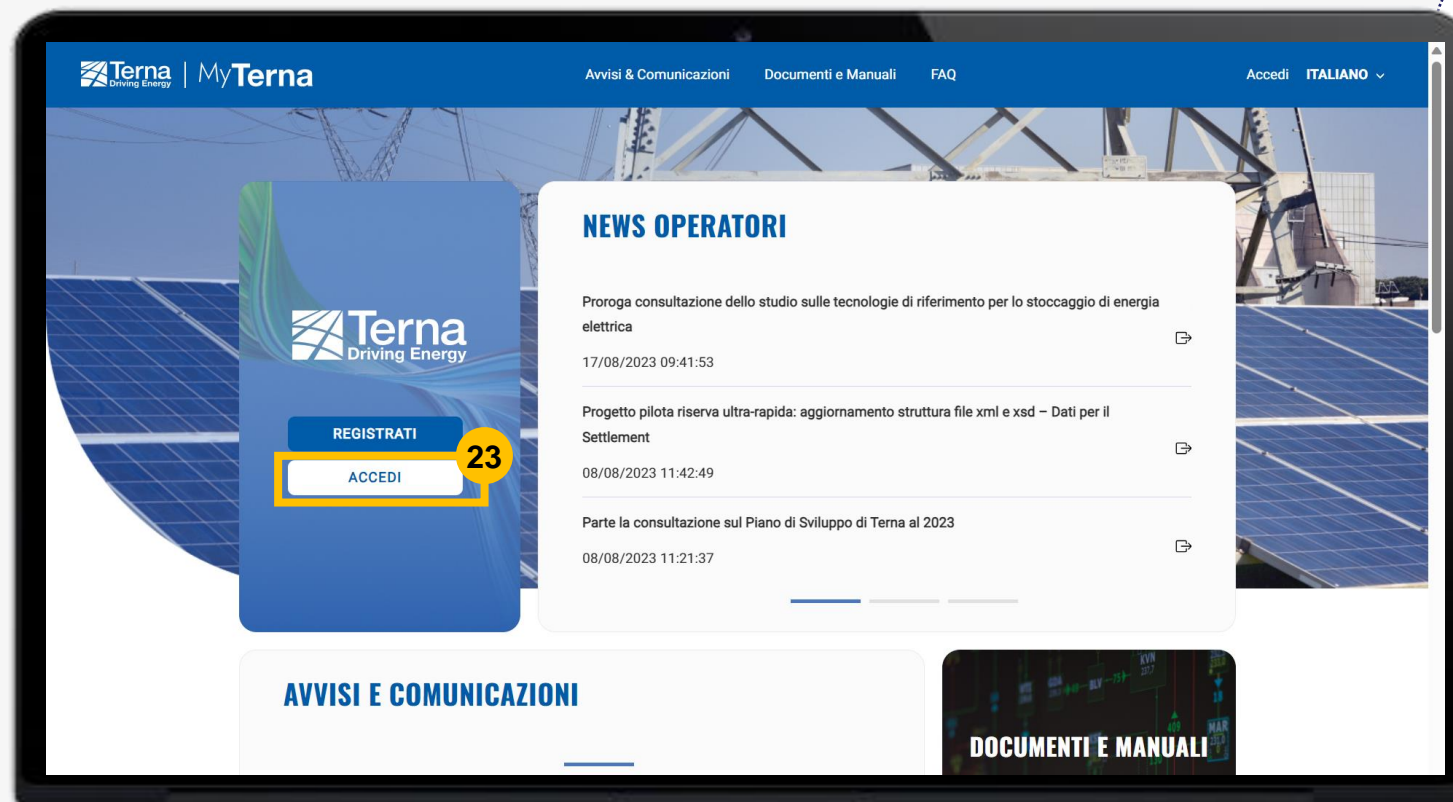 Terna
Driving Energy
MyTerna
Avvisi & Comunicazioni
Documenti e Manuali
FAQ
Accedi
ITALIANO
Terna
Driving Energy
REGISTRATI
ACCEDI
23
NEWS OPERATORI
Proroga consultazione dello studio sulle tecnologie di riferimento per lo stoccaggio di energia
elettrica
17/08/2023 09:41:53
Progetto pilota riserva ultra-rapida: aggiornamento struttura file xml e xsd – Dati per il
Settlement
08/08/2023 11:42:49
Parte la consultazione sul Piano di Sviluppo di Terna al 2023
08/08/2023 11:21:37
AVVISI E COMUNICAZIONI
KVN
BLV
409
MAR
DOCUMENTI E MANUALI